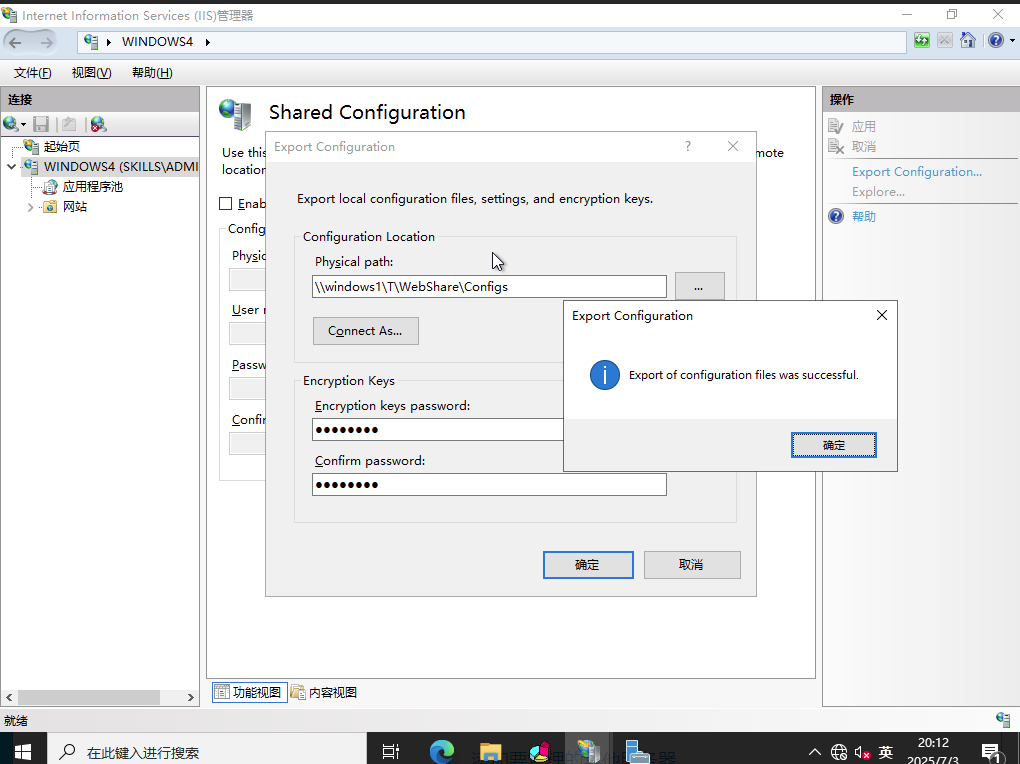 Internet Information Services (IIS)管理器
WINDOWS4
文件(F) 视图(V) 帮助(H)
连接
起始页
WINDOWS4 (SKILLS\ADMI
应用程序池
网站
Shared Configuration
Use this
mote
location
Enab
Config
Physic
User
Passw
Confir
Export Configuration
?
Export local configuration files, settings, and encryption keys.
Configuration Location
Physical path:
\\windows1\T\WebShare\Configs
...
Connect As...
Encryption Keys
Encryption keys password:
●●●●●●●●
Confirm password:
●●●●●●●●
确定 取消
Export Configuration
Export of configuration files was successful.
确定
操作
应用
取消
Export Configuration...
Explore...
帮助
功能视图 内容视图
就绪
在此键入进行搜索
英
20:12
2025/7/3
1